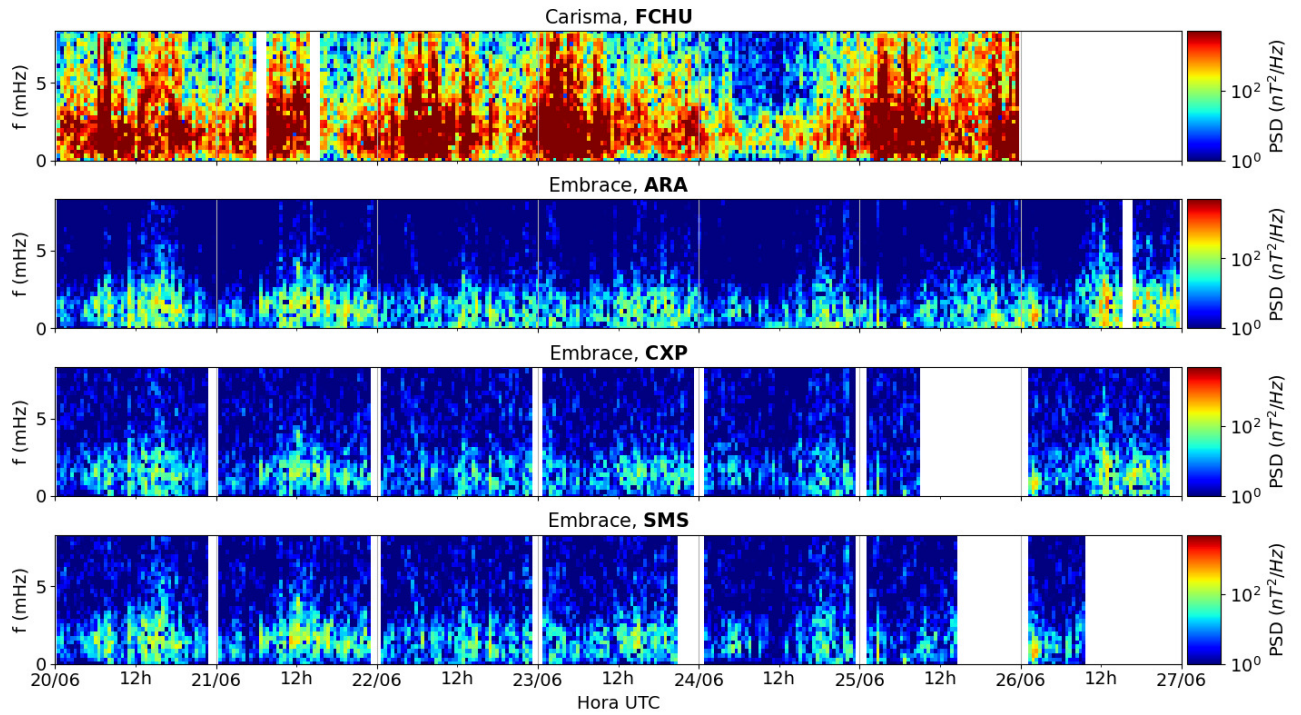 Carisma, FCHU
f (mHz)
5
0
10²
10⁰
PSD (nT²/Hz)
Embrace, ARA
f (mHz)
5
0
10²
10⁰
PSD (nT²/Hz)
Embrace, CXP
f (mHz)
5
0
10²
10⁰
PSD (nT²/Hz)
Embrace, SMS
f (mHz)
5
0
10²
10⁰
PSD (nT²/Hz)
20/06 12h 21/06 12h 22/06 12h 23/06 12h 24/06 12h 25/06 12h 26/06 12h 27/06
Hora UTC